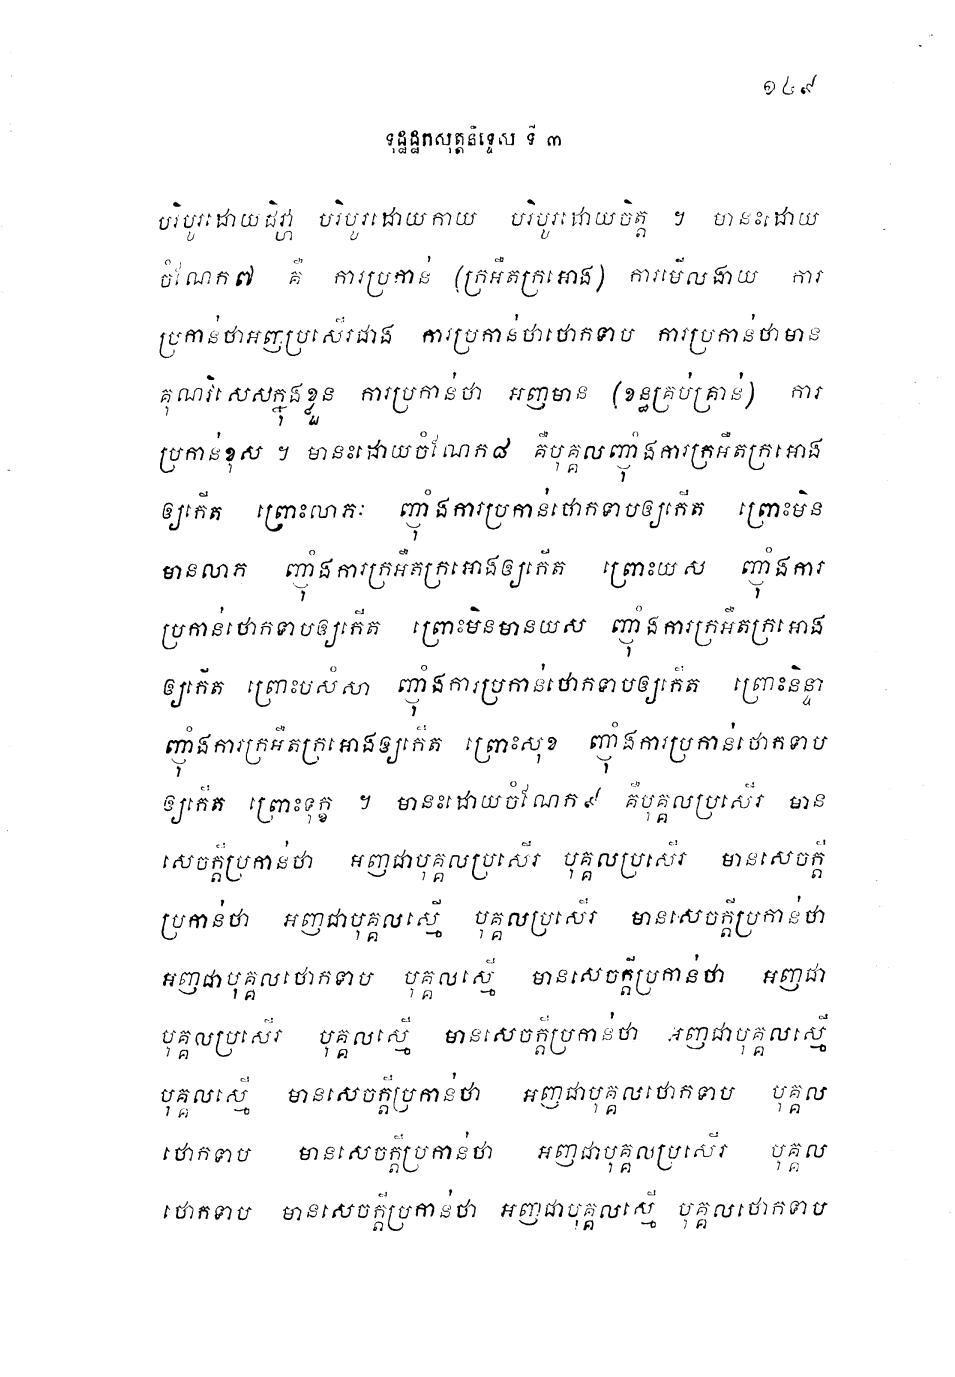 ១៤៩
ទុដ្ឋដ្ឋកសុត្តនិទ្ទេស ទី ៣
បរិបូរដោយជិវ្ហា បរិបូរដោយកាយ បរិបូរដោយចិត្ត ។ មានះដោយ
ចំណែក៧ គឺ ការប្រកាន់ (ក្រអឺតក្រអោង) ការមើលងាយ ការ
ប្រកាន់ថាអញប្រសើរជាង ការប្រកាន់ថាថោកទាប ការប្រកាន់ថាមាន
គុណវិសេសក្នុងខ្លួន ការប្រកាន់ថា អញមាន (ខន្ធគ្រប់គ្រាន់) ការ
ប្រកាន់ខុស ។ មានះដោយចំណែក៨ គឺបុគ្គលញ៉ាំងការក្រអឺតក្រអោង
ឲ្យកើត ព្រោះលាភៈ ញ៉ាំងការប្រកាន់ថោកទាបឲ្យកើត ព្រោះមិន
មានលាភ ញ៉ាំងការក្រអឺតក្រអោងឲ្យកើត ព្រោះយស ញ៉ាំងការ
ប្រកាន់ថោកទាបឲ្យកើត ព្រោះមិនមានយស ញ៉ាំងការក្រអឺតក្រអោង
ឲ្យកើត ព្រោះបសំសា ញ៉ាំងការប្រកាន់ថោកទាបឲ្យកើត ព្រោះនិន្ទា
ញ៉ាំងការក្រអឺតក្រអោងឲ្យកើត ព្រោះសុខ ញ៉ាំងការប្រកាន់ថោកទាប
ឲ្យកើត ព្រោះទុក្ខ ។ មានះដោយចំណែក៩ គឺបុគ្គលប្រសើរ មាន
សេចក្តីប្រកាន់ថា អញជាបុគ្គលប្រសើរ បុគ្គលប្រសើរ មានសេចក្តី
ប្រកាន់ថា អញជាបុគ្គលស្មើ បុគ្គលប្រសើរ មានសេចក្តីប្រកាន់ថា
អញជាបុគ្គលថោកទាប បុគ្គលស្មើ មានសេចក្តីប្រកាន់ថា អញជា
បុគ្គលប្រសើរ បុគ្គលស្មើ មានសេចក្តីប្រកាន់ថា អញជាបុគ្គលស្មើ
បុគ្គលស្មើ មានសេចក្តីប្រកាន់ថា អញជាបុគ្គលថោកទាប បុគ្គល
ថោកទាប មានសេចក្តីប្រកាន់ថា អញជាបុគ្គលប្រសើរ បុគ្គល
ថោកទាប មានសេចក្តីប្រកាន់ថា អញជាបុគ្គលស្មើ បុគ្គលថោកទាប